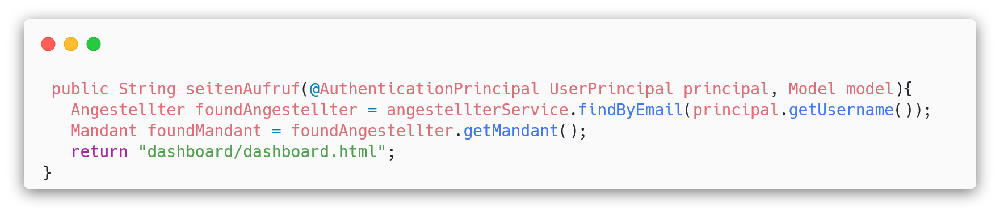 public String seitenAufruf(@AuthenticationPrincipal UserPrincipal principal, Model model){
Angestellter foundAngestellter = angestellterService.findByEmail(principal.getUsername());
Mandant foundMandant = foundAngestellter.getMandant();
return "dashboard/dashboard.html";
}